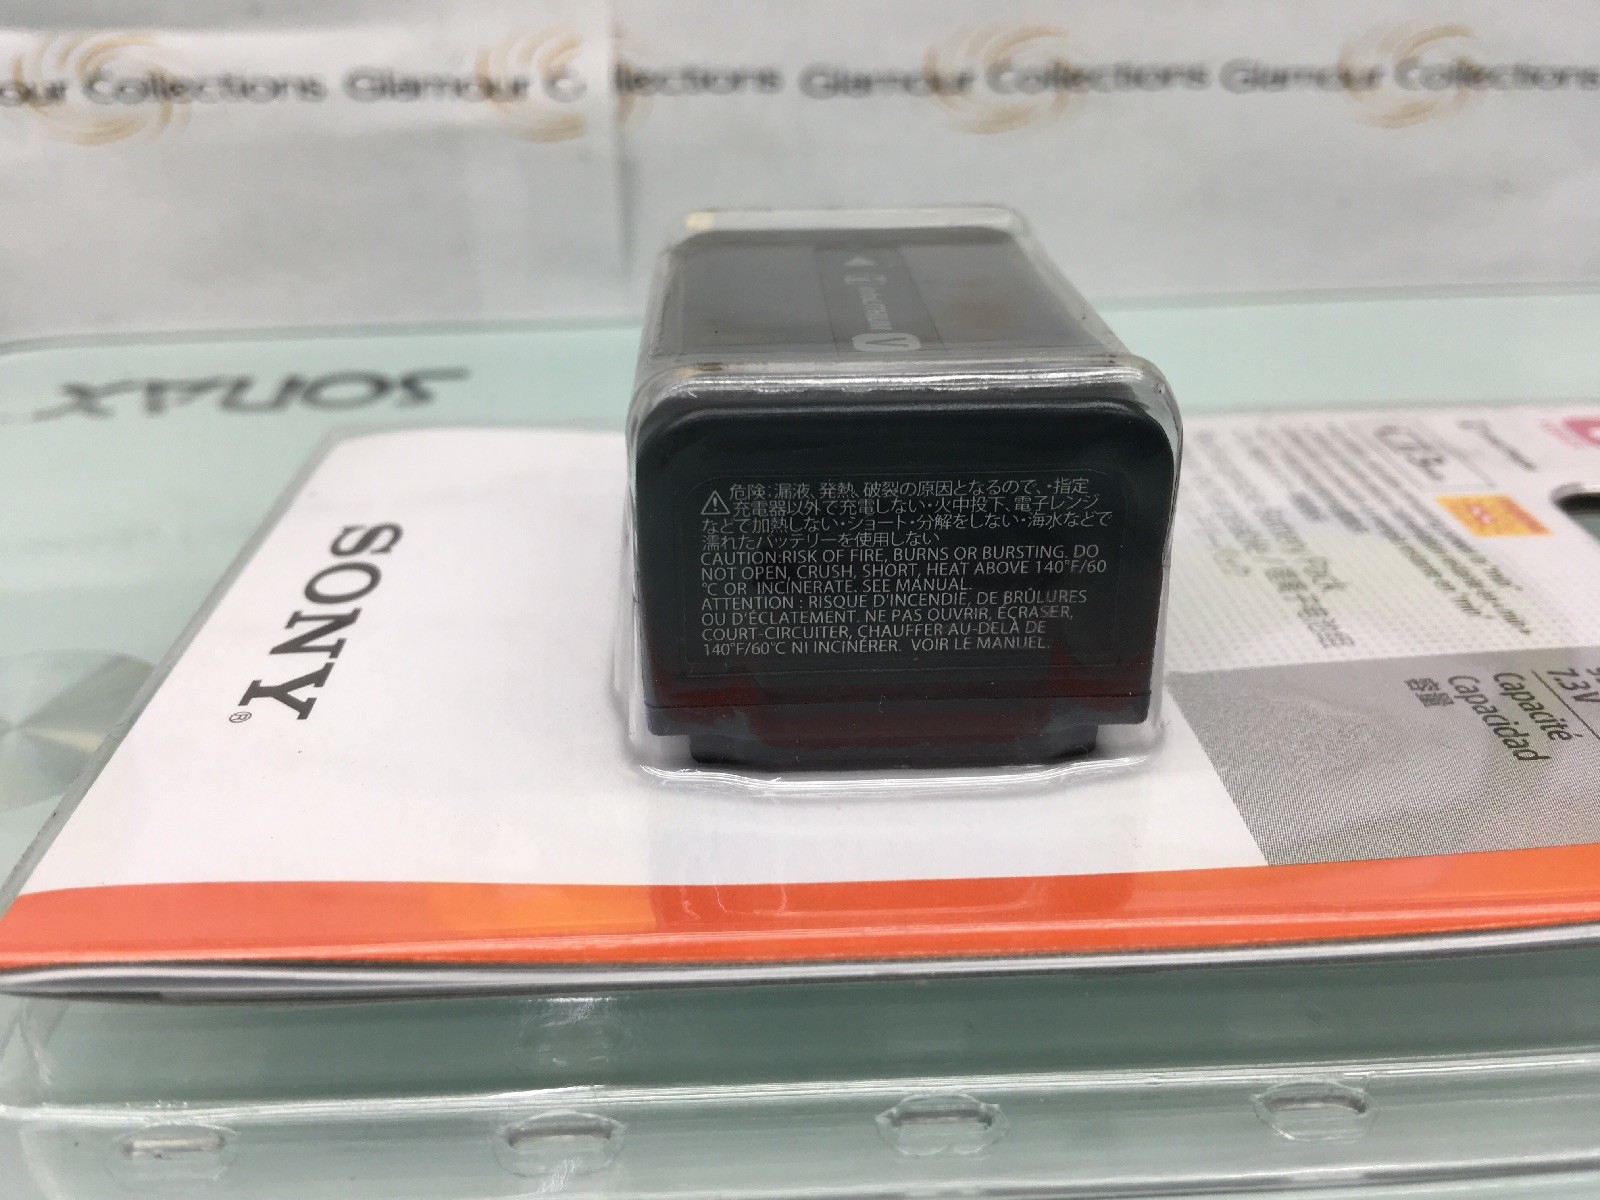 Collections Glamour C
llections Glamour Collections Glamour Collections
InfoLITHIUM V
SONAX
SONY®
⚠危険:漏液、発熱、破裂の原因となるので、・指定
充電器以外で充電しない・火中投下、電子レンジ
などで加熱しない・ショート・分解をしない・海水などで
濡れたバッテリーを使用しない
CAUTION:RISK OF FIRE, BURNS OR BURSTING. DO
NOT OPEN, CRUSH, SHORT, HEAT ABOVE 140°F/60
°C OR INCINERATE. SEE MANUAL.
ATTENTION : RISQUE D'INCENDIE, DE BRÛLURES
OU D'ÉCLATEMENT. NE PAS OUVRIR, ÉCRASER,
COURT-CIRCUITER, CHAUFFER AU-DELÀ DE
140°F/60°C NI INCINÉRER. VOIR LE MANUEL.
Battery Pack
7.3V
Capacité
Capacidad
容量